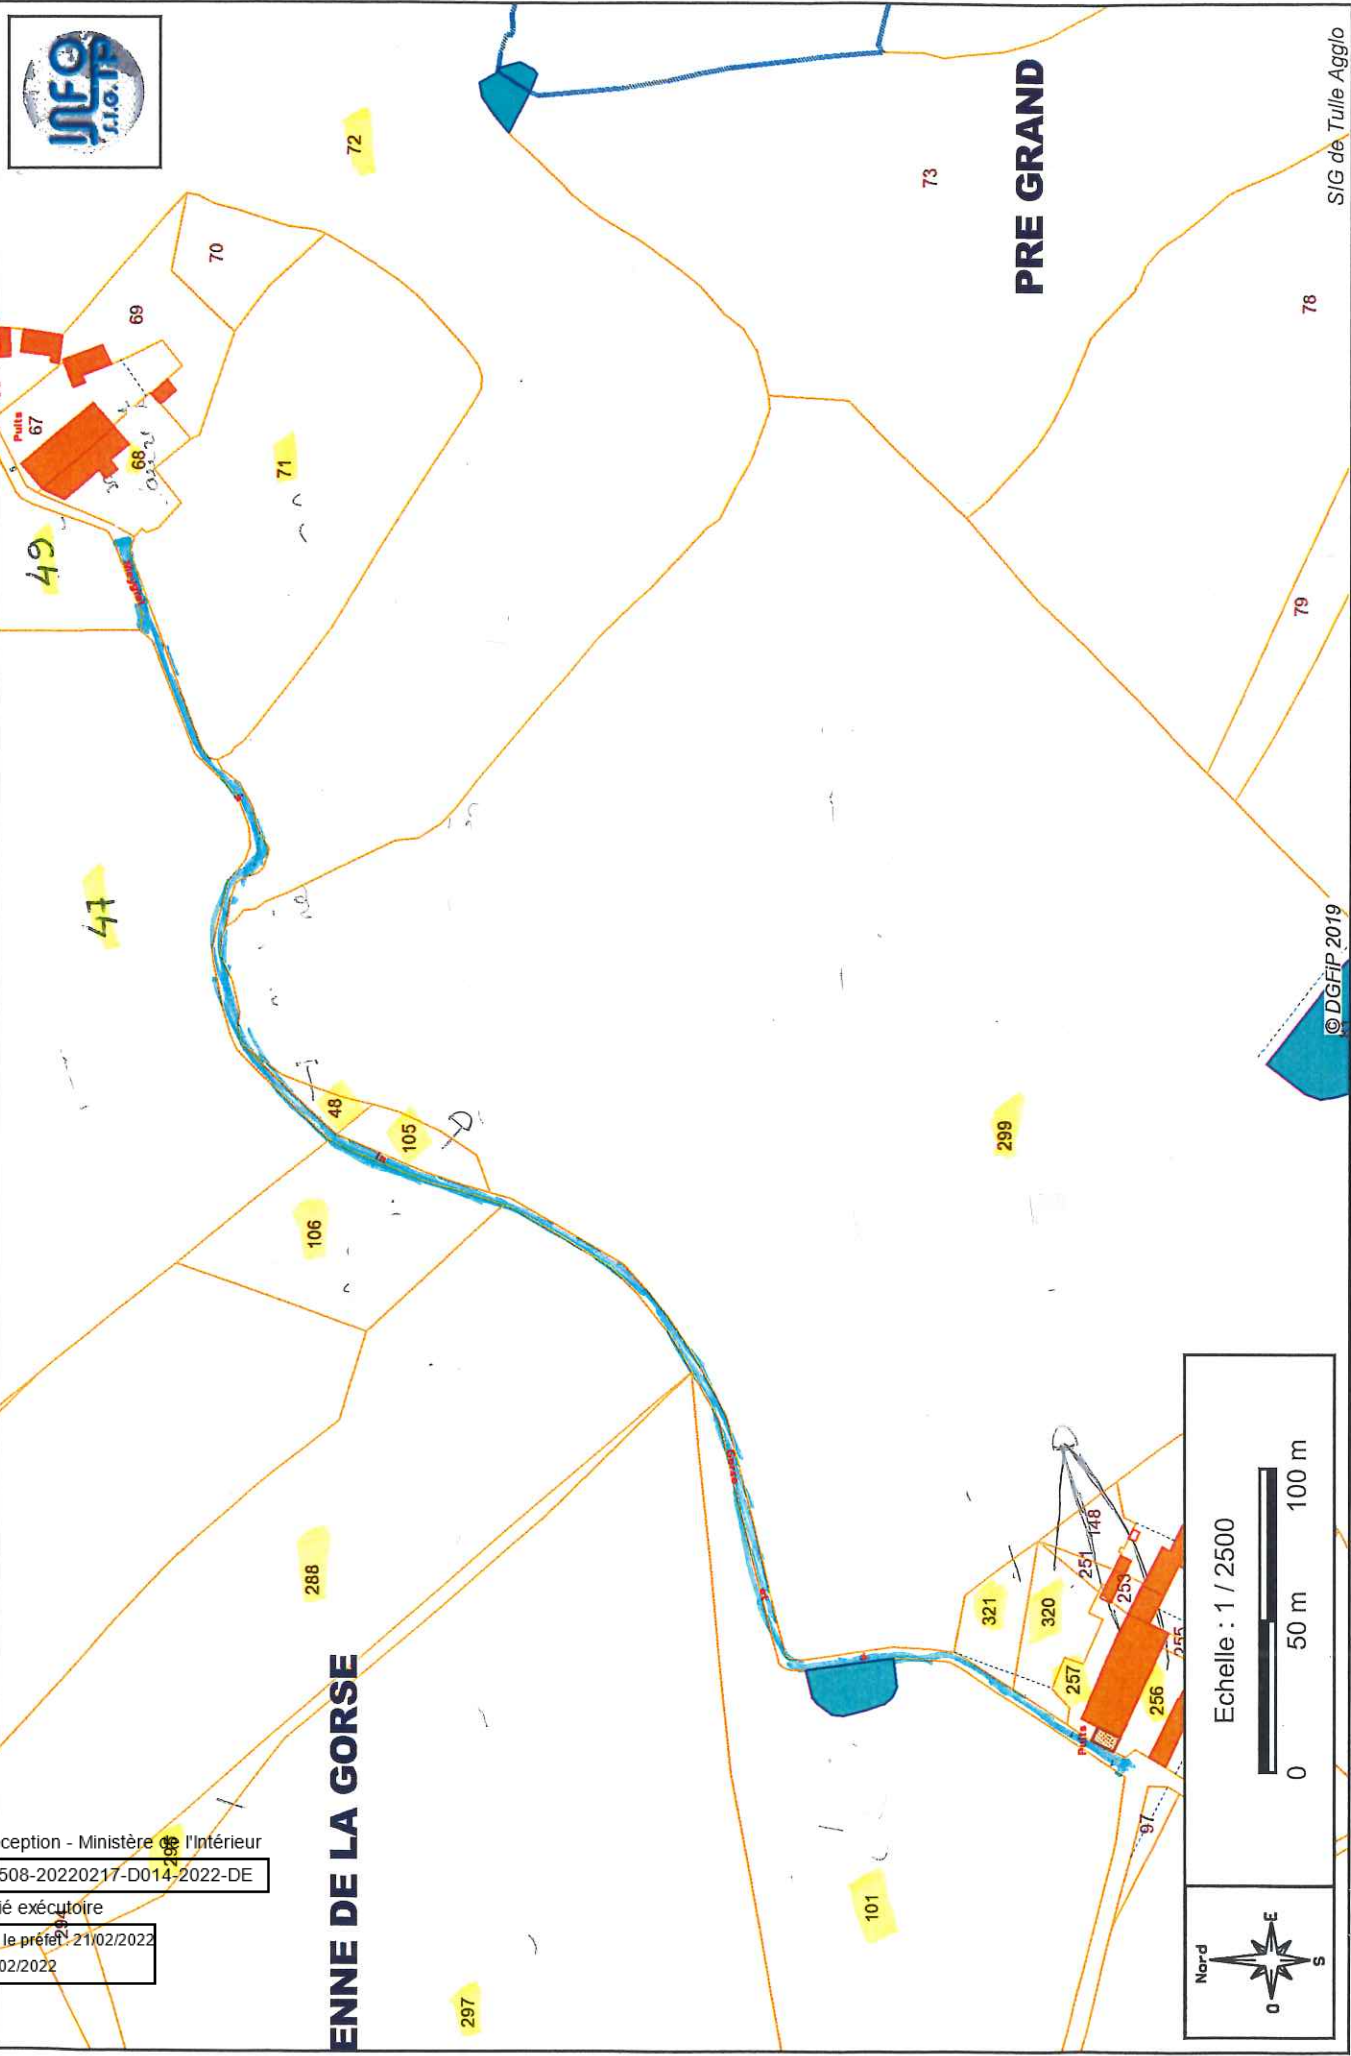 INFO
S.I.G. TP
72
70
69
Puits
67
68
71
49
73
PRE GRAND
78
79
SIG de Tulle Agglo
47
48
105
106
299
© DGFiP 2019
288
321
320
251
148
253
257
256
255
Puits
97
101
297
294
ENNE DE LA GORSE
ception - Ministère de l'Intérieur
508-20220217-D014-2022-DE
ié exécutoire
le préfet : 21/02/2022
02/2022
Echelle : 1 / 2500
0 50 m 100 m
Nord
O E
S